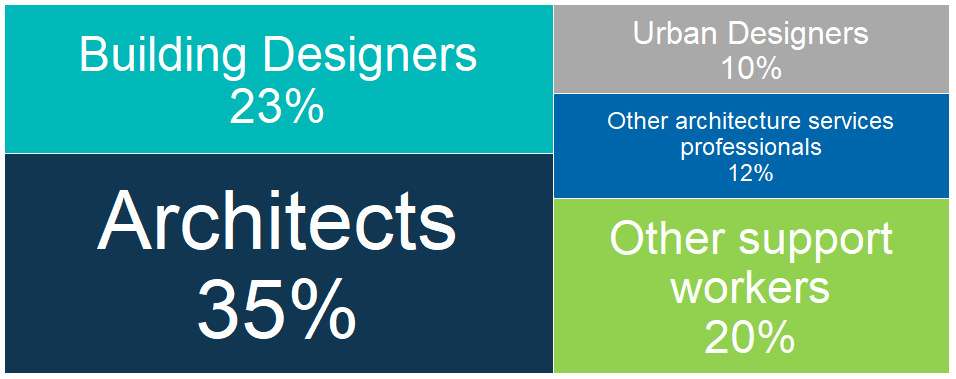 Building Designers
23%
Architects
35%
Urban Designers
10%
Other architecture services
professionals
12%
Other support
workers
20%